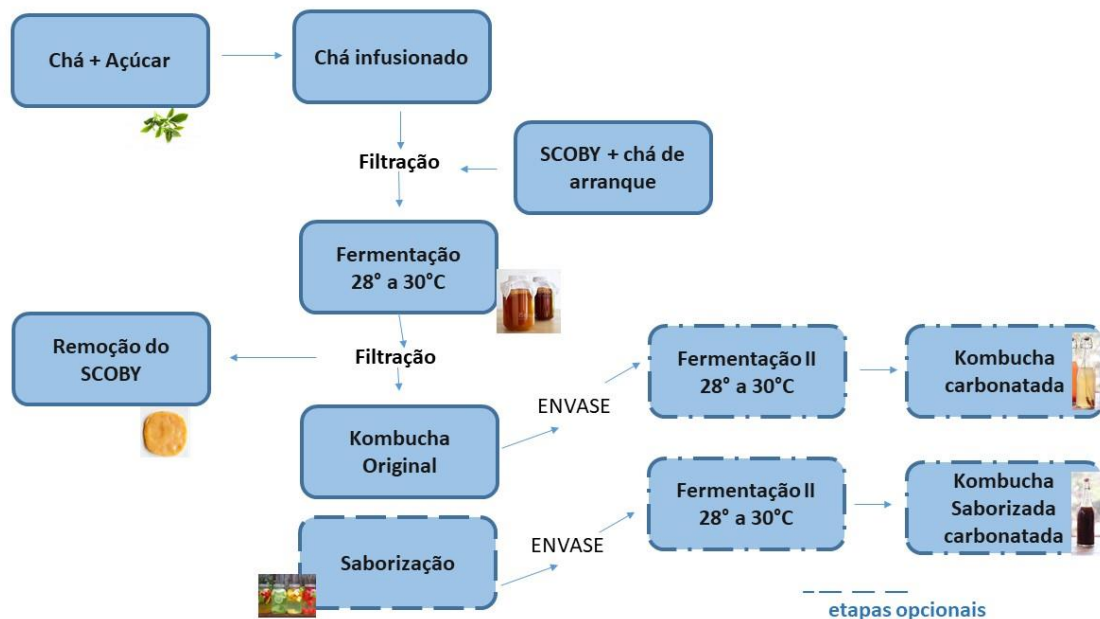 Chá + Açúcar
Chá infusionado
Filtração
SCOBY + chá de
arranque
Fermentação
28° a 30°C
Remoção do
SCOBY
Filtração
Kombucha
Original
ENVASE
Fermentação II
28° a 30°C
Kombucha
carbonatada
Saborização
ENVASE
Fermentação II
28° a 30°C
Kombucha
Saborizada
carbonatada
etapas opcionais